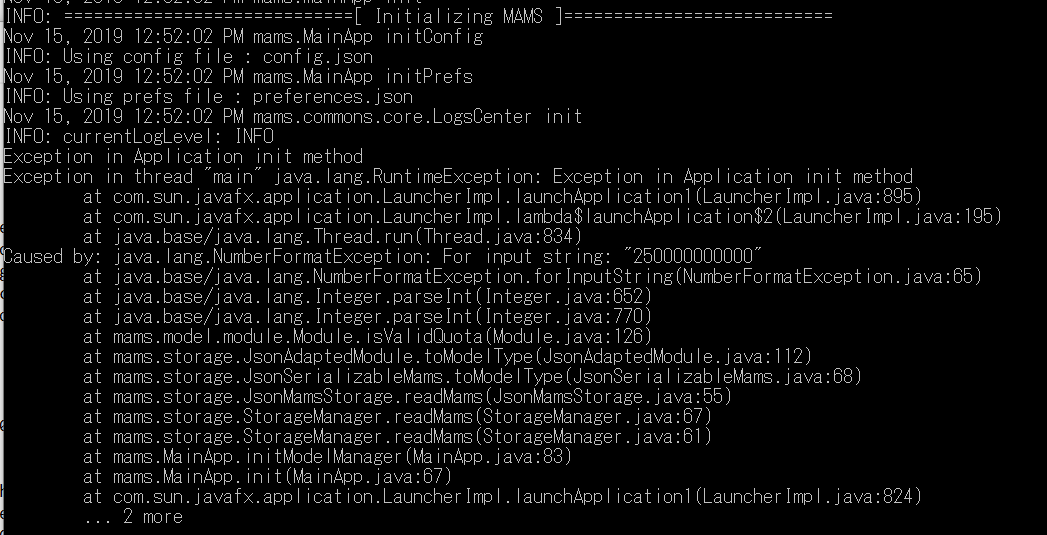 INFO: =============================[ Initializing MAMS ]===========================
Nov 15, 2019 12:52:02 PM mams.MainApp initConfig
INFO: Using config file : config.json
Nov 15, 2019 12:52:02 PM mams.MainApp initPrefs
INFO: Using prefs file : preferences.json
Nov 15, 2019 12:52:02 PM mams.commons.core.LogsCenter init
INFO: currentLogLevel: INFO
Exception in Application init method
Exception in thread "main" java.lang.RuntimeException: Exception in Application init method
        at com.sun.javafx.application.LauncherImpl.launchApplication1(LauncherImpl.java:895)
        at com.sun.javafx.application.LauncherImpl.lambda$launchApplication$2(LauncherImpl.java:195)
        at java.base/java.lang.Thread.run(Thread.java:834)
Caused by: java.lang.NumberFormatException: For input string: "250000000000"
        at java.base/java.lang.NumberFormatException.forInputString(NumberFormatException.java:65)
        at java.base/java.lang.Integer.parseInt(Integer.java:652)
        at java.base/java.lang.Integer.parseInt(Integer.java:770)
        at mams.model.module.Module.isValidQuota(Module.java:126)
        at mams.storage.JsonAdaptedModule.toModelType(JsonAdaptedModule.java:112)
        at mams.storage.JsonSerializableMams.toModelType(JsonSerializableMams.java:68)
        at mams.storage.JsonMamsStorage.readMams(JsonMamsStorage.java:55)
        at mams.storage.StorageManager.readMams(StorageManager.java:67)
        at mams.storage.StorageManager.readMams(StorageManager.java:61)
        at mams.MainApp.initModelManager(MainApp.java:83)
        at mams.MainApp.init(MainApp.java:67)
        at com.sun.javafx.application.LauncherImpl.launchApplication1(LauncherImpl.java:824)
        ... 2 more